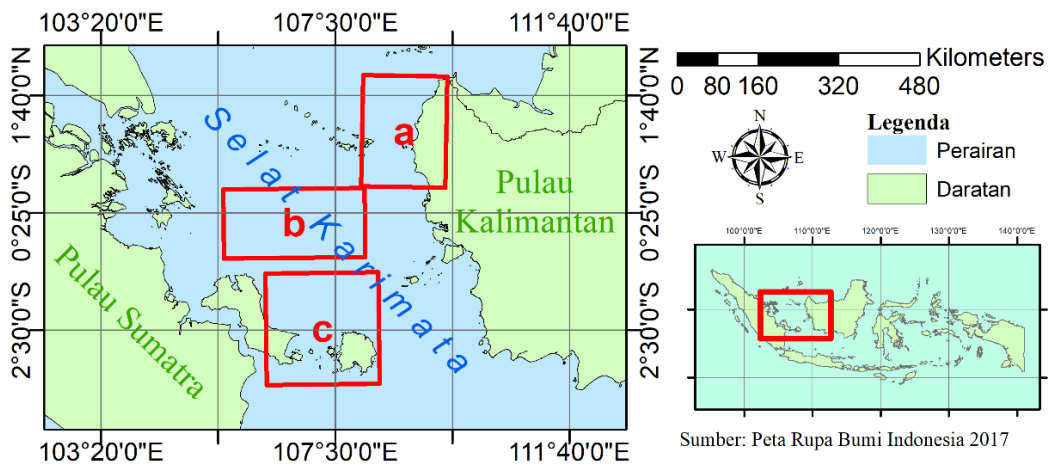 103°20'0"E 107°30'0"E 111°40'0"E
1°40'0"N
0°25'0"S
2°30'0"S
1°40'0"N
0°25'0"S
2°30'0"S
a
b
c
Selat Karimata
Pulau
Kalimantan
Pulau Sumatra
103°20'0"E 107°30'0"E 111°40'0"E
Kilometers
0 80 160 320 480
N
W E
S
Legenda
Perairan
Daratan
100°0'0"E 110°0'0"E 120°0'0"E 130°0'0"E 140°0'0"E
Sumber: Peta Rupa Bumi Indonesia 2017